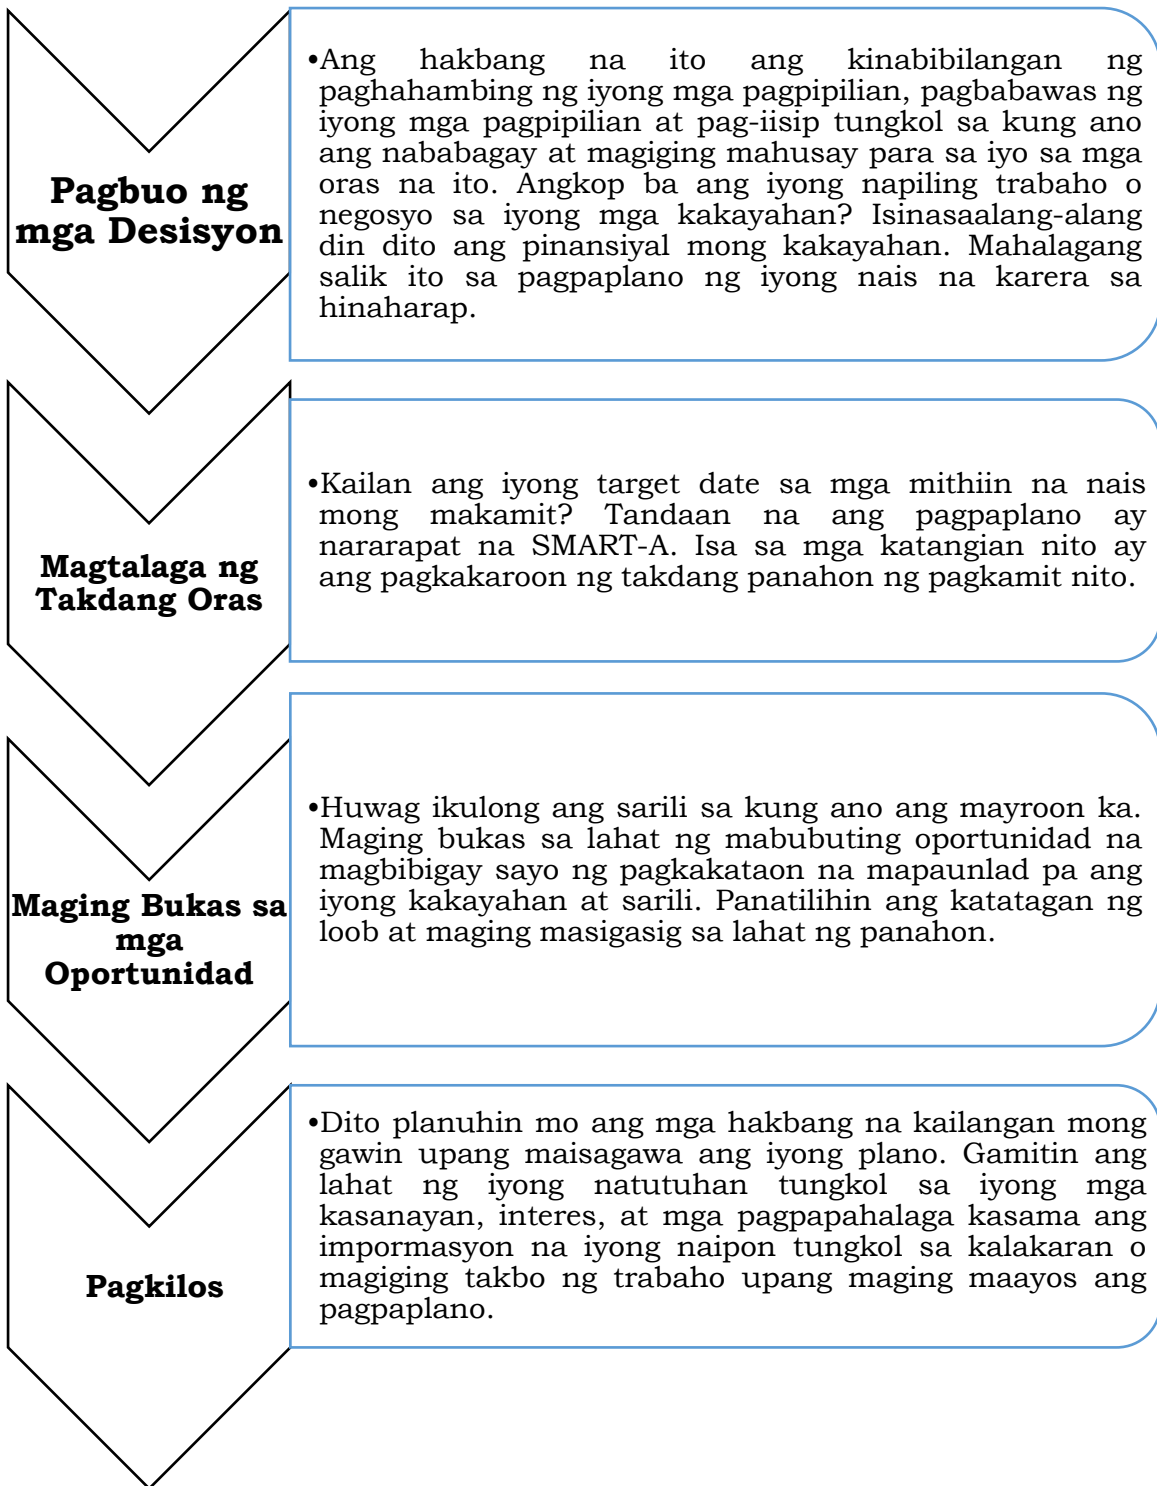 Pagbuo ng
mga Desisyon
•Ang hakbang na ito ang kinabibilangan ng
paghahambing ng iyong mga pagpipilian, pagbabawas ng
iyong mga pagpipilian at pag-iisip tungkol sa kung ano
ang nababagay at magiging mahusay para sa iyo sa mga
oras na ito. Angkop ba ang iyong napiling trabaho o
negosyo sa iyong mga kakayahan? Isinasaalang-alang
din dito ang pinansiyal mong kakayahan. Mahalagang
salik ito sa pagpaplano ng iyong nais na karera sa
hinaharap.
Magtalaga ng
Takdang Oras
•Kailan ang iyong target date sa mga mithiin na nais
mong makamit? Tandaan na ang pagpaplano ay
nararapat na SMART-A. Isa sa mga katangian nito ay
ang pagkakaroon ng takdang panahon ng pagkamit nito.
Maging Bukas sa
mga
Oportunidad
•Huwag ikulong ang sarili sa kung ano ang mayroon ka.
Maging bukas sa lahat ng mabubuting oportunidad na
magbibigay sayo ng pagkakataon na mapaunlad pa ang
iyong kakayahan at sarili. Panatilihin ang katatagan ng
loob at maging masigasig sa lahat ng panahon.
Pagkilos
•Dito planuhin mo ang mga hakbang na kailangan mong
gawin upang maisagawa ang iyong plano. Gamitin ang
lahat ng iyong natutuhan tungkol sa iyong mga
kasanayan, interes, at mga pagpapahalaga kasama ang
impormasyon na iyong naipon tungkol sa kalakaran o
magiging takbo ng trabaho upang maging maayos ang
pagpaplano.